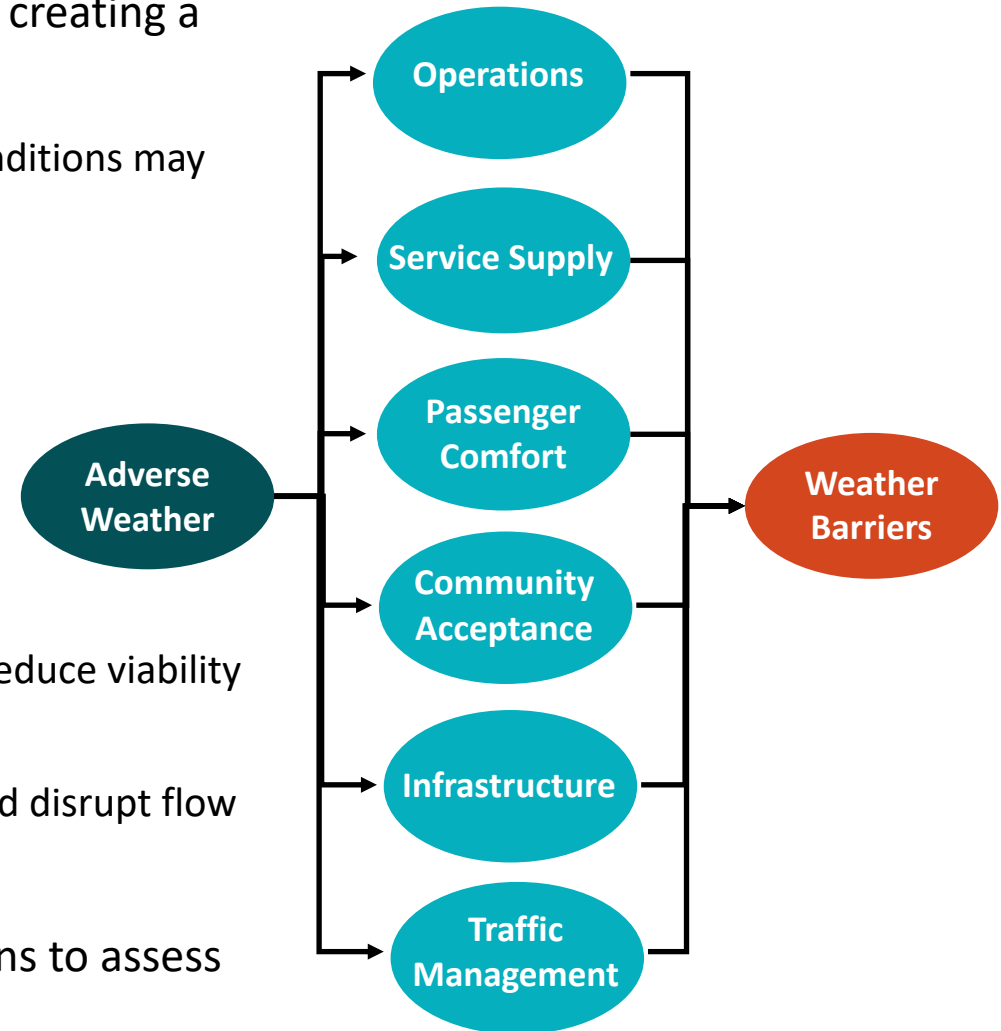 creating a
Operations
nditions may
Service Supply
Passenger
Comfort
Adverse
Weather
Weather
Barriers
Community
Acceptance
educe viability
Infrastructure
d disrupt flow
Traffic
Management
ns to assess